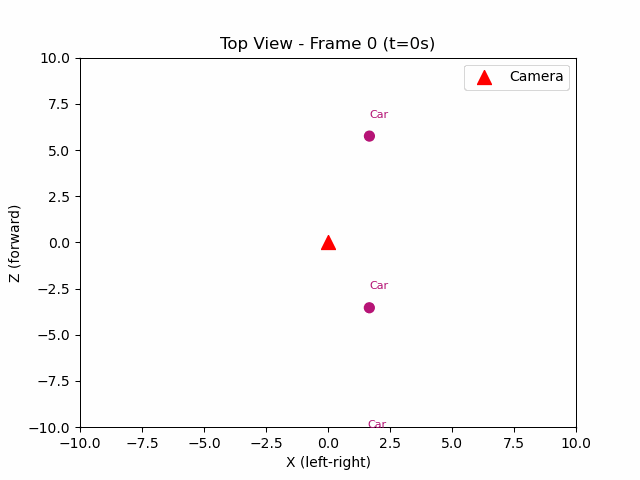 Top View - Frame 0 (t=0s)
Camera
Car
Car
Car
10.0
7.5
5.0
2.5
0.0
−2.5
−5.0
−7.5
−10.0
Z (forward)
−10.0 −7.5 −5.0 −2.5 0.0 2.5 5.0 7.5 10.0
X (left-right)